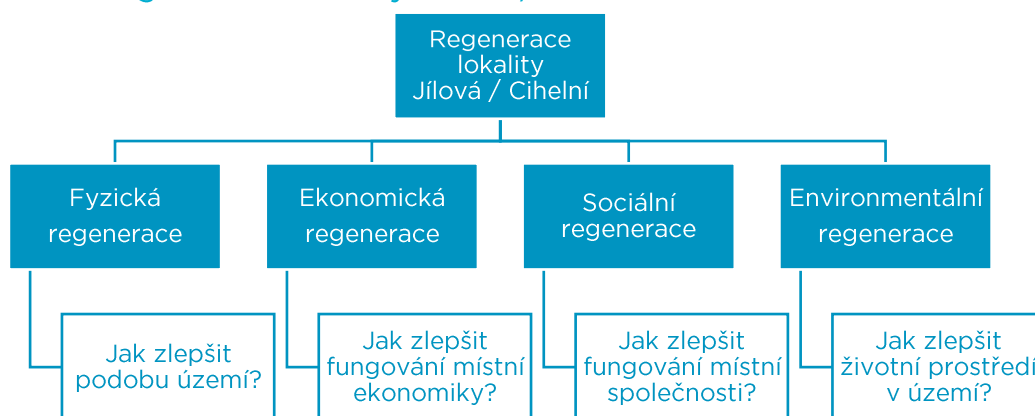 Regenerace
lokality
Jílová / Cihelní
Fyzická
regenerace
Ekonomická
regenerace
Sociální
regenerace
Environmentální
regenerace
Jak zlepšit
podobu území?
Jak zlepšit
fungování místní
ekonomiky?
Jak zlepšit
fungování místní
společnosti?
Jak zlepšit
životní prostředí
v území?